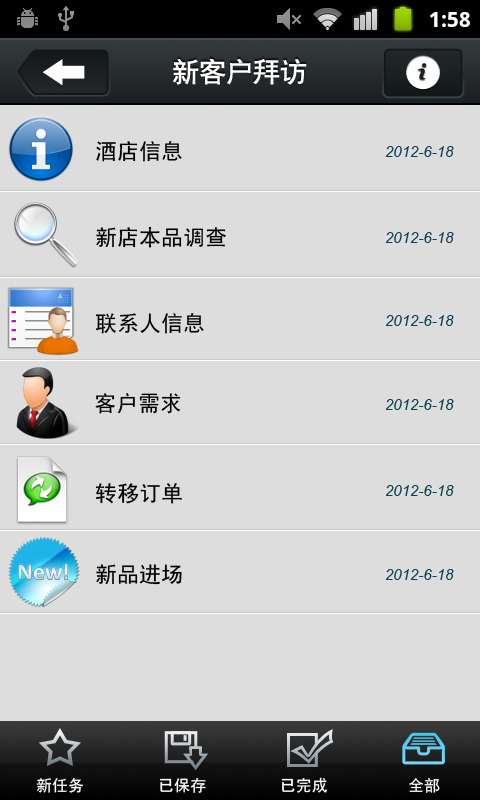 1:58
新客户拜访
酒店信息 2012-6-18
新店本品调查 2012-6-18
联系人信息 2012-6-18
客户需求 2012-6-18
转移订单 2012-6-18
New! 新品进场 2012-6-18
新任务 已保存 已完成 全部